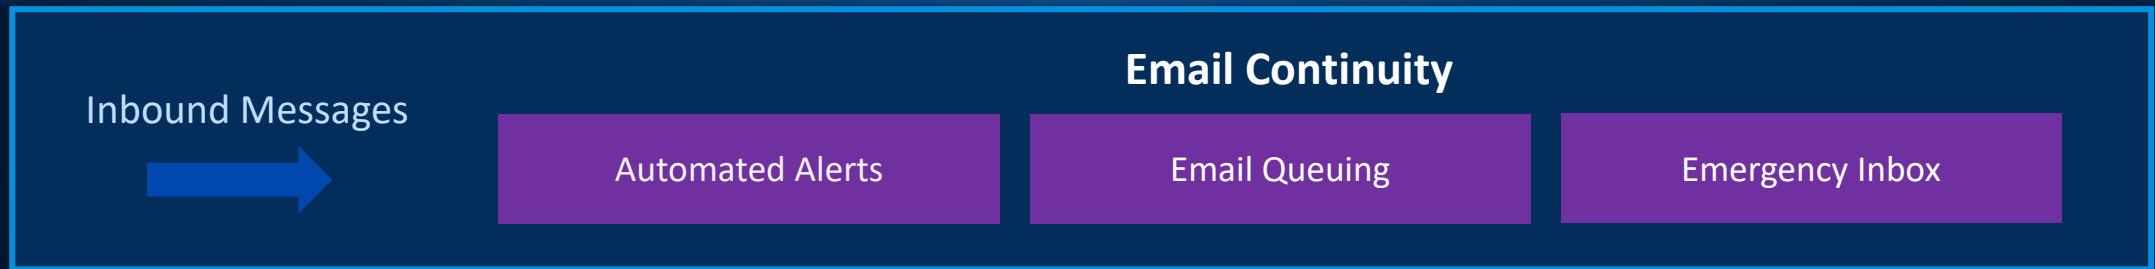 Email Continuity
Inbound Messages
Automated Alerts
Email Queuing
Emergency Inbox